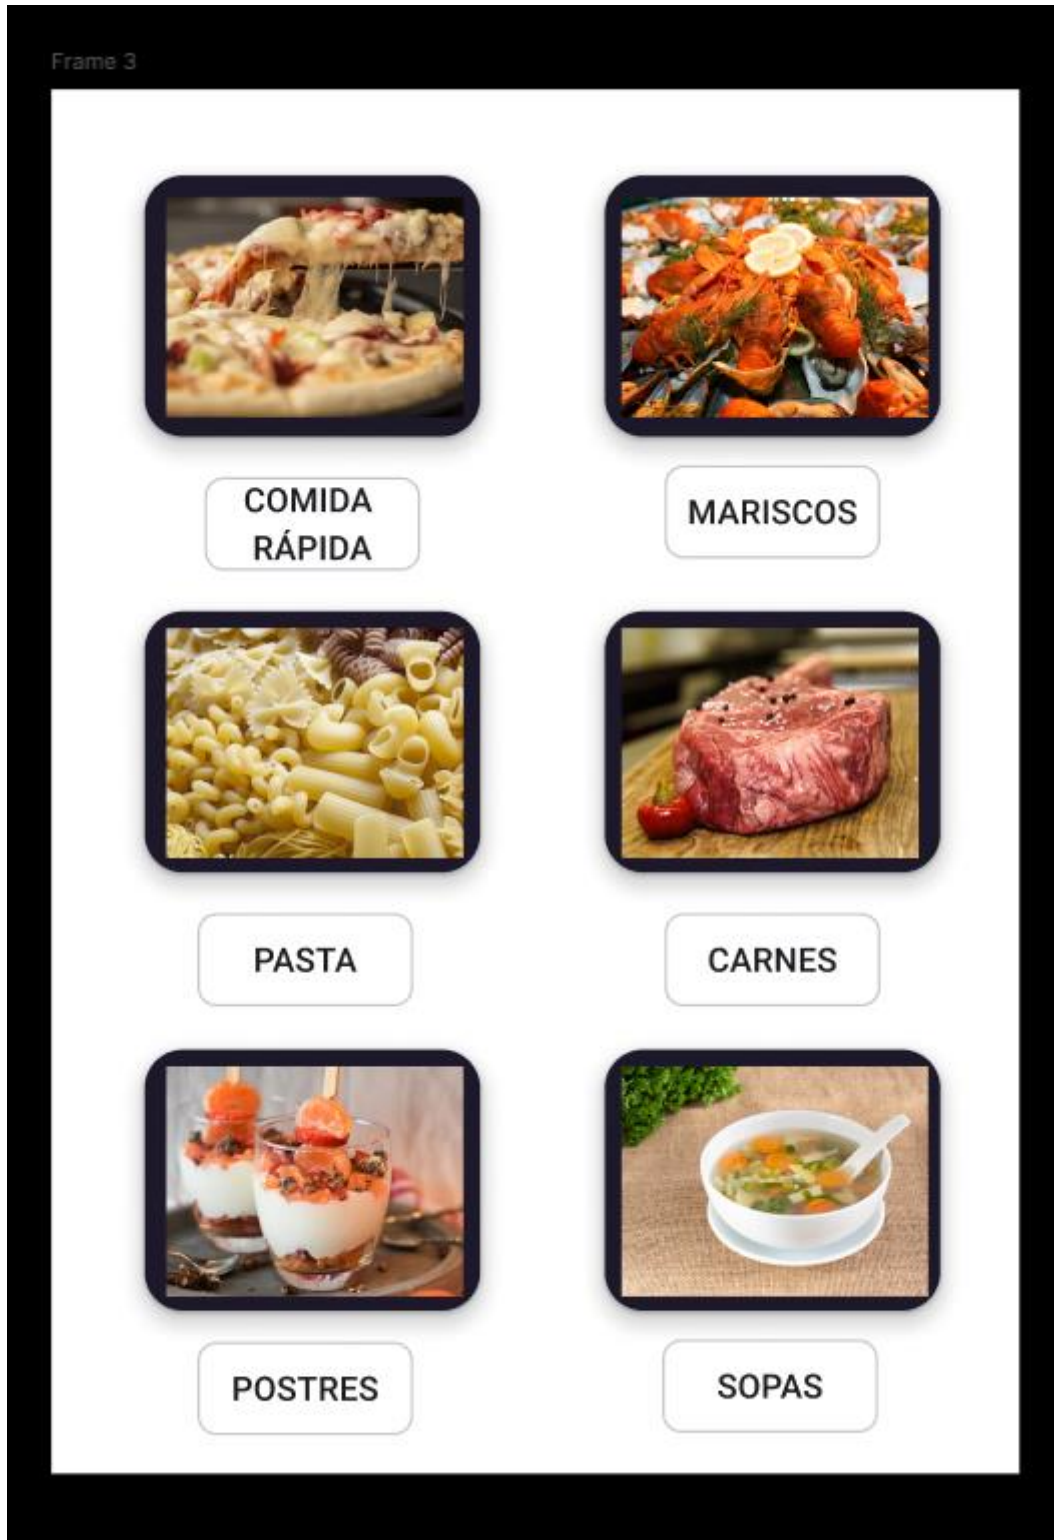 Frame 3
COMIDA
RÁPIDA
MARISCOS
PASTA
CARNES
POSTRES
SOPAS